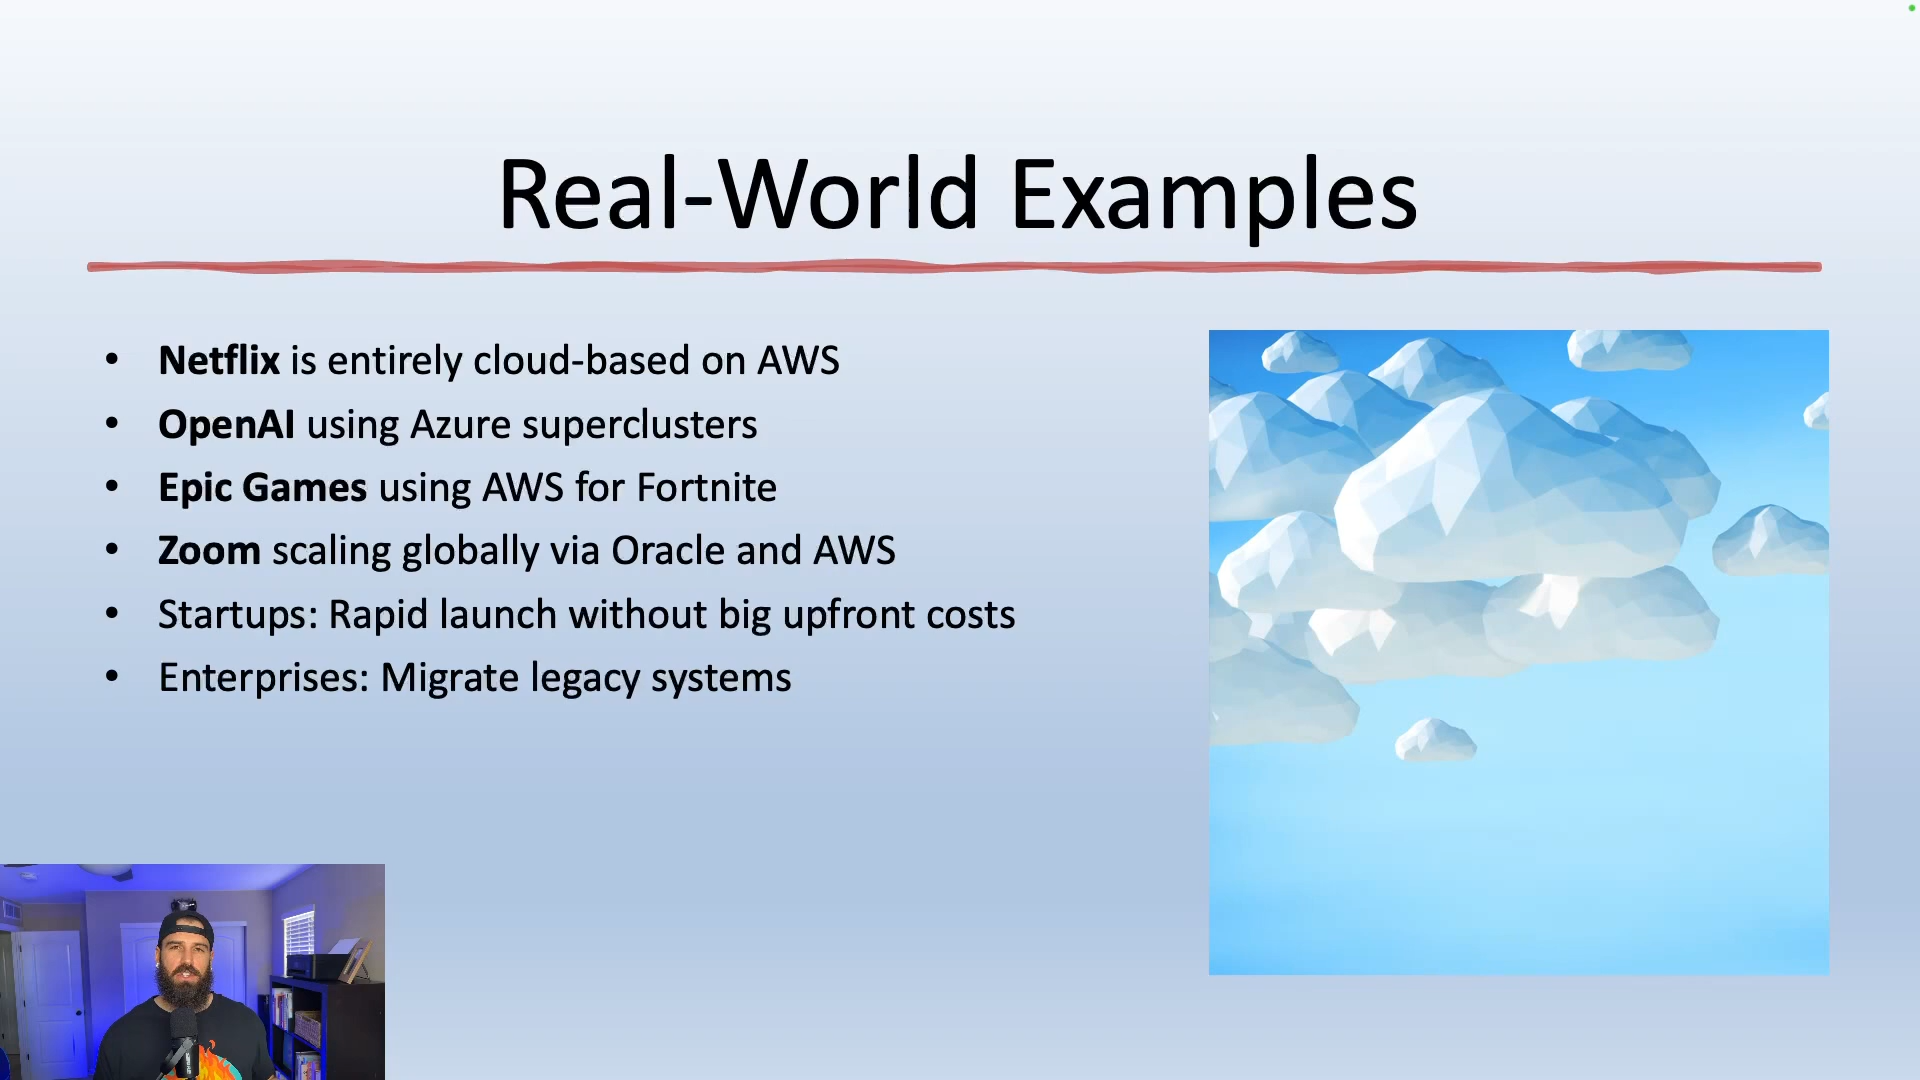 Real-World Examples
• Netflix is entirely cloud-based on AWS
• OpenAI using Azure superclusters
• Epic Games using AWS for Fortnite
• Zoom scaling globally via Oracle and AWS
• Startups: Rapid launch without big upfront costs
• Enterprises: Migrate legacy systems